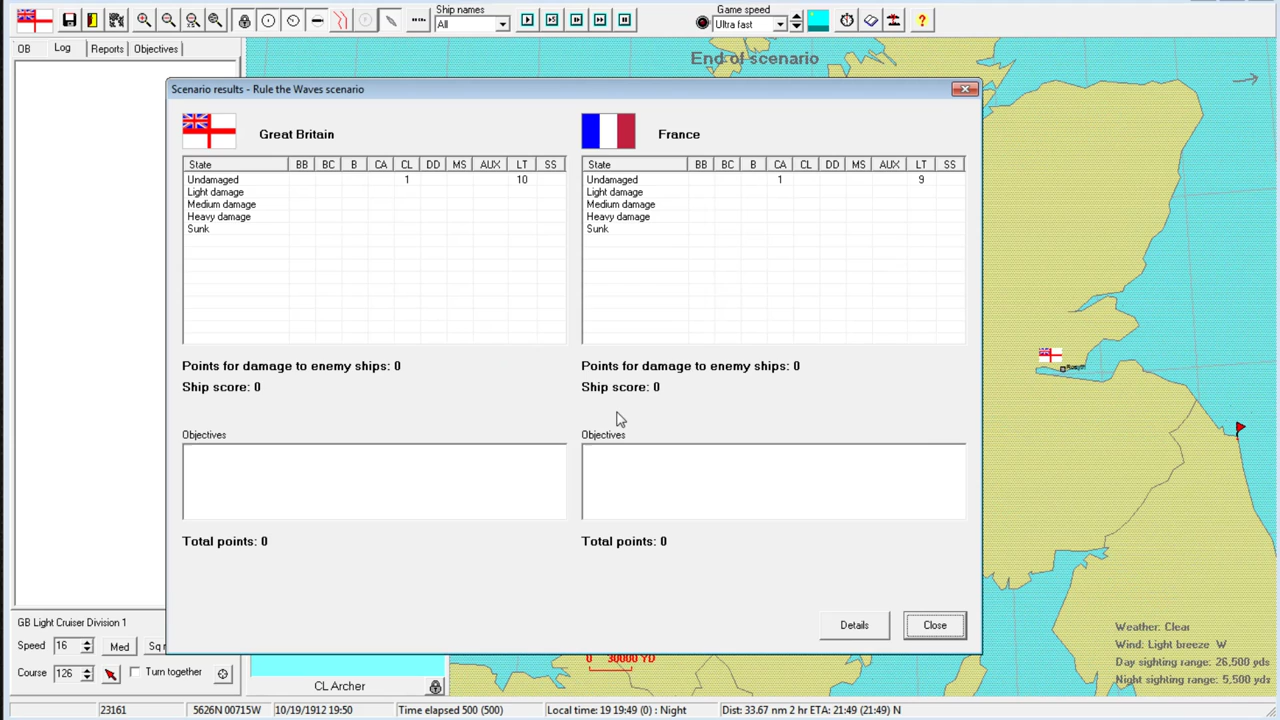 Ship names
All
Game speed
Ultra fast
OB Log Reports Objectives
End of scenario
Scenario results - Rule the Waves scenario
Great Britain
State BB BC B CA CL DD MS AUX LT SS
Undamaged 1 10
Light damage
Medium damage
Heavy damage
Sunk
Points for damage to enemy ships: 0
Ship score: 0
Objectives
Total points: 0
France
State BB BC B CA CL DD MS AUX LT SS
Undamaged 1 9
Light damage
Medium damage
Heavy damage
Sunk
Points for damage to enemy ships: 0
Ship score: 0
Objectives
Total points: 0
Details Close
GB Light Cruiser Division 1
Speed 16 Med Sq r
Course 126 Turn together
CL Archer
0 30000 YD
Weather: Clear
Wind: Light breeze W
Day sighting range: 26,500 yds
Night sighting range: 5,500 yds
23161 5626N 00715W 10/19/1912 19:50 Time elapsed 500 (500) Local time: 19 19:49 (0) : Night Dist: 33.67 nm 2 hr ETA: 21:49 (21:49) N